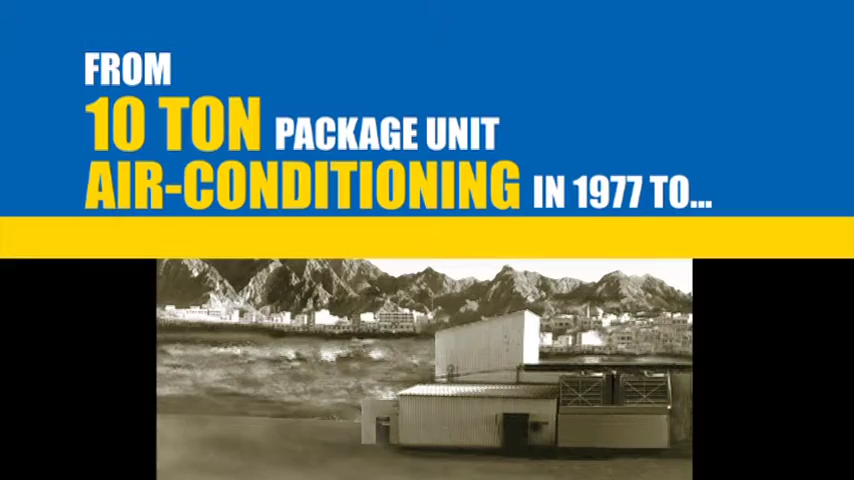 FROM
10 TON PACKAGE UNIT
AIR-CONDITIONING IN 1977 TO...